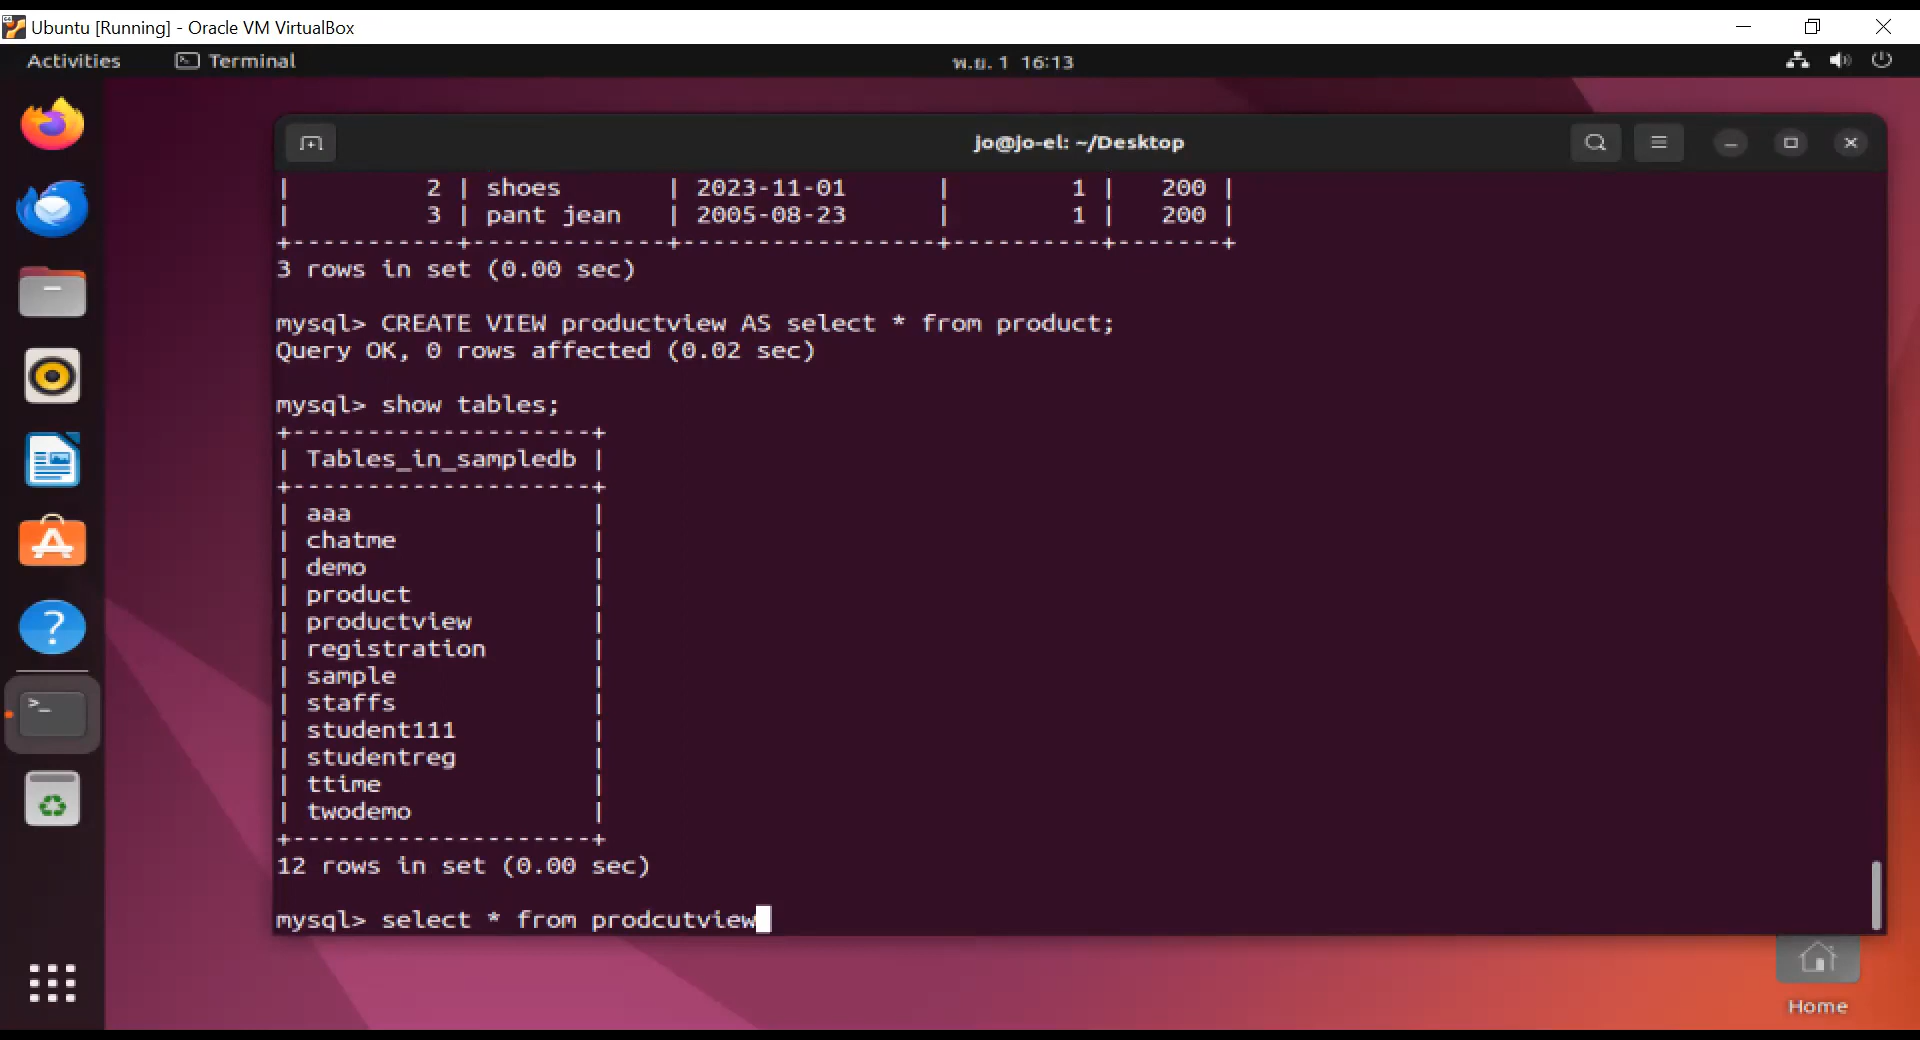 Ubuntu [Running] - Oracle VM VirtualBox
Activities Terminal พ.ย. 1 16:13
jo@jo-el: ~/Desktop
| 2 | shoes | 2023-11-01 | 1 | 200 |
| 3 | pant jean | 2005-08-23 | 1 | 200 |
+-----------+-------------+-----------------+----------+-------+
3 rows in set (0.00 sec)
mysql> CREATE VIEW productview AS select * from product;
Query OK, 0 rows affected (0.02 sec)
mysql> show tables;
+--------------------+
| Tables_in_sampledb |
+--------------------+
| aaa |
| chatme |
| demo |
| product |
| productview |
| registration |
| sample |
| staffs |
| student111 |
| studentreg |
| ttime |
| twodemo |
+--------------------+
12 rows in set (0.00 sec)
mysql> select * from prodcutview
Home